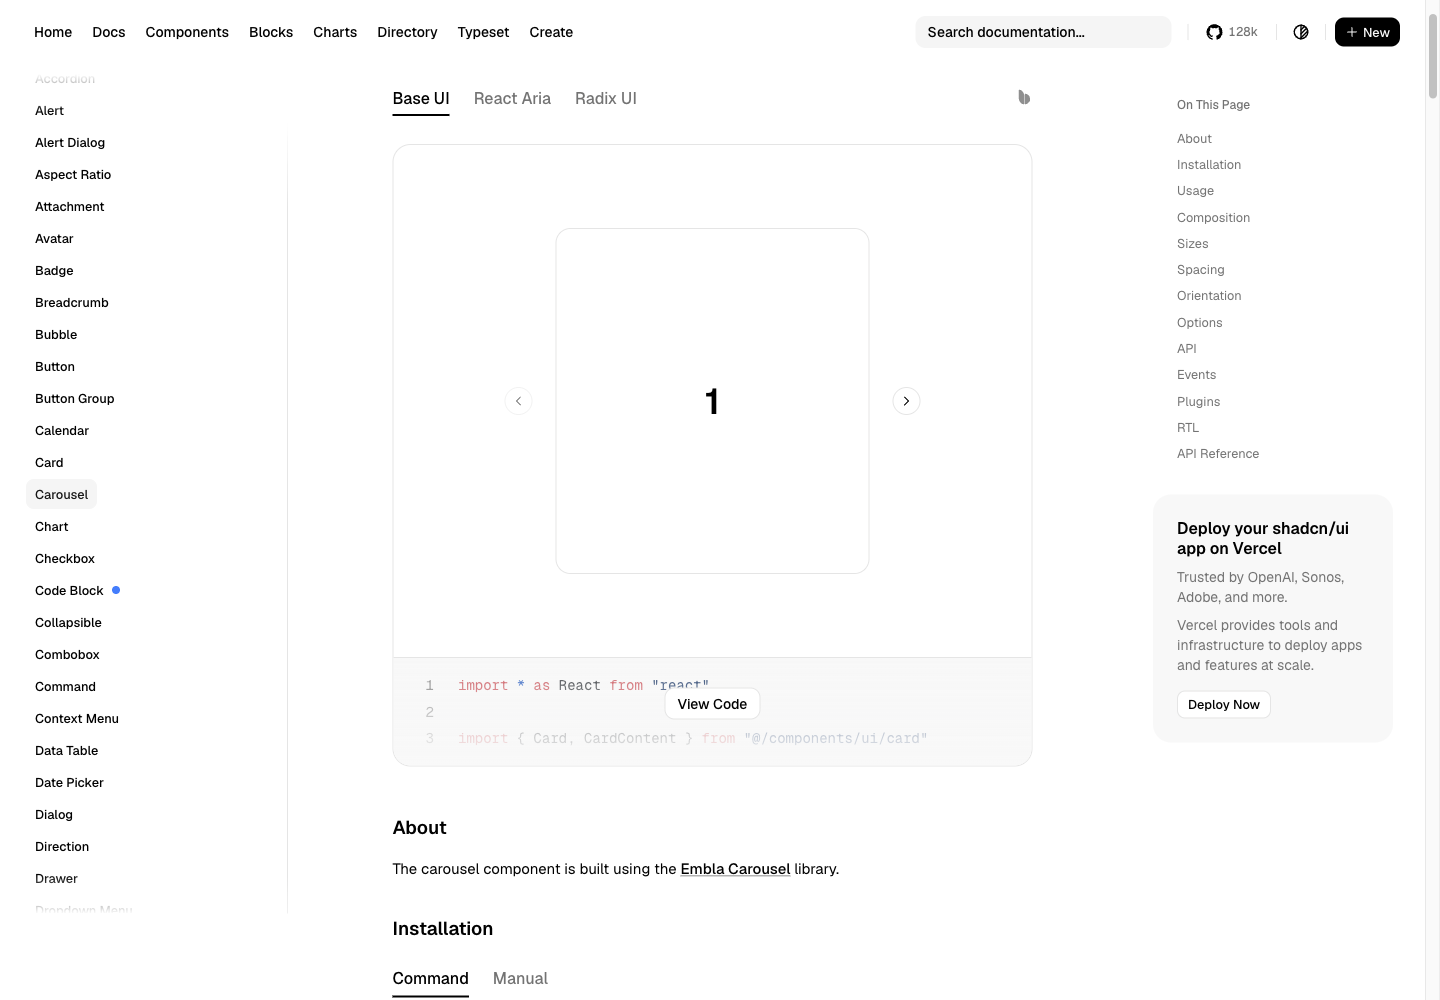 Home Docs Components Blocks Charts Directory Typeset Create
Search documentation...
128k
New
Accordion
Alert
Alert Dialog
Aspect Ratio
Attachment
Avatar
Badge
Breadcrumb
Bubble
Button
Button Group
Calendar
Card
Carousel
Chart
Checkbox
Code Block
Collapsible
Combobox
Command
Context Menu
Data Table
Date Picker
Dialog
Direction
Drawer
Dropdown Menu
Base UI React Aria Radix UI
1
1 import * as React from "react"
2
View Code
3 import { Card, CardContent } from "@/components/ui/card"
About
The carousel component is built using the Embla Carousel library.
Installation
Command Manual
On This Page
About
Installation
Usage
Composition
Sizes
Spacing
Orientation
Options
API
Events
Plugins
RTL
API Reference
Deploy your shadcn/ui
app on Vercel
Trusted by OpenAI, Sonos,
Adobe, and more.
Vercel provides tools and
infrastructure to deploy apps
and features at scale.
Deploy Now